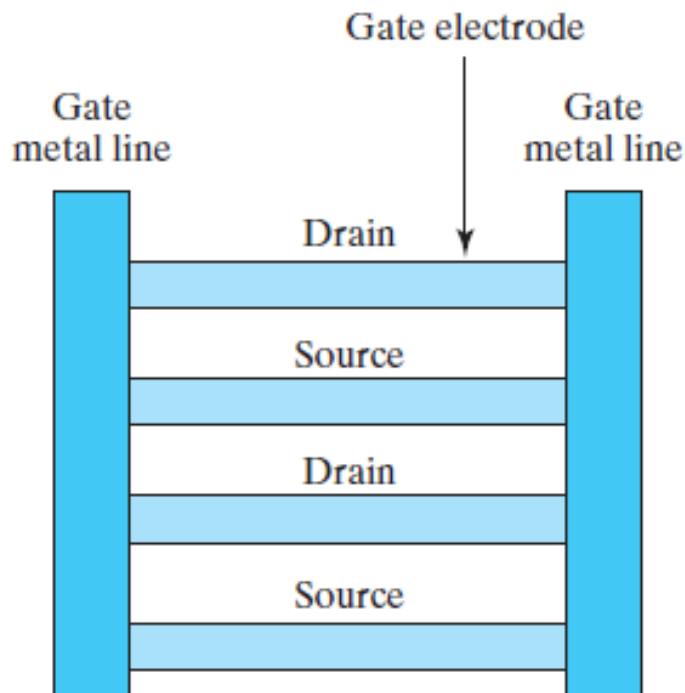 Gate electrode
Gate
metal line
Gate
metal line
Drain
Source
Drain
Source